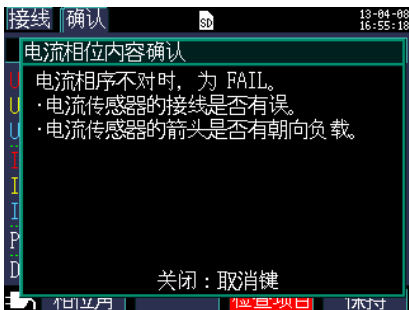 接线 确认 SD 13-04-08
16:55:18
电流相位内容确认
U 电流相序不对时，为 FAIL。
U ·电流传感器的接线是否有误。
U ·电流传感器的箭头是否有朝向负载。
I
I
I
P
D
关闭：取消键
相位角 检查项目 保持